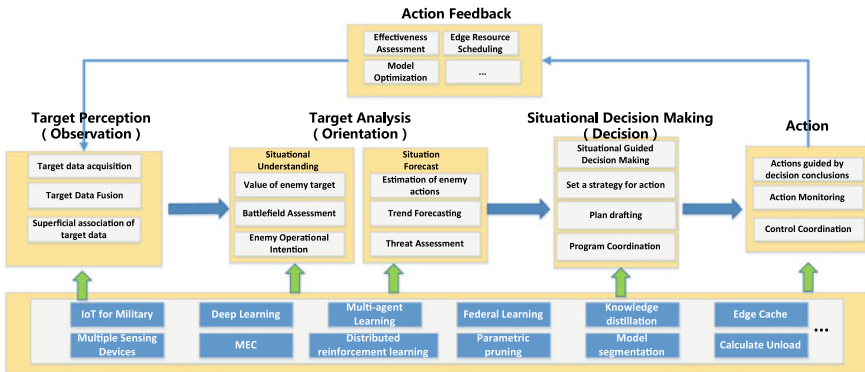 Action Feedback
Effectiveness
Assessment
Edge Resource
Scheduling
Model
Optimization
...
Target Perception
( Observation )
Target data acquisition
Target Data Fusion
Superficial association of
target data
Target Analysis
( Orientation )
Situational
Understanding
Value of enemy target
Battlefield Assessment
Enemy Operational
Intention
Situation
Forecast
Estimation of enemy
actions
Trend Forecasting
Threat Assessment
Situational Decision Making
( Decision )
Situational Guided
Decision Making
Set a strategy for action
Plan drafting
Program Coordination
Action
Actions guided by
decision conclusions
Action Monitoring
Control Coordination
IoT for Military
Deep Learning
Multi-agent
Learning
Federal Learning
Knowledge
distillation
Edge Cache
...
Multiple Sensing
Devices
MEC
Distributed
reinforcement learning
Parametric
pruning
Model
segmentation
Calculate Unload